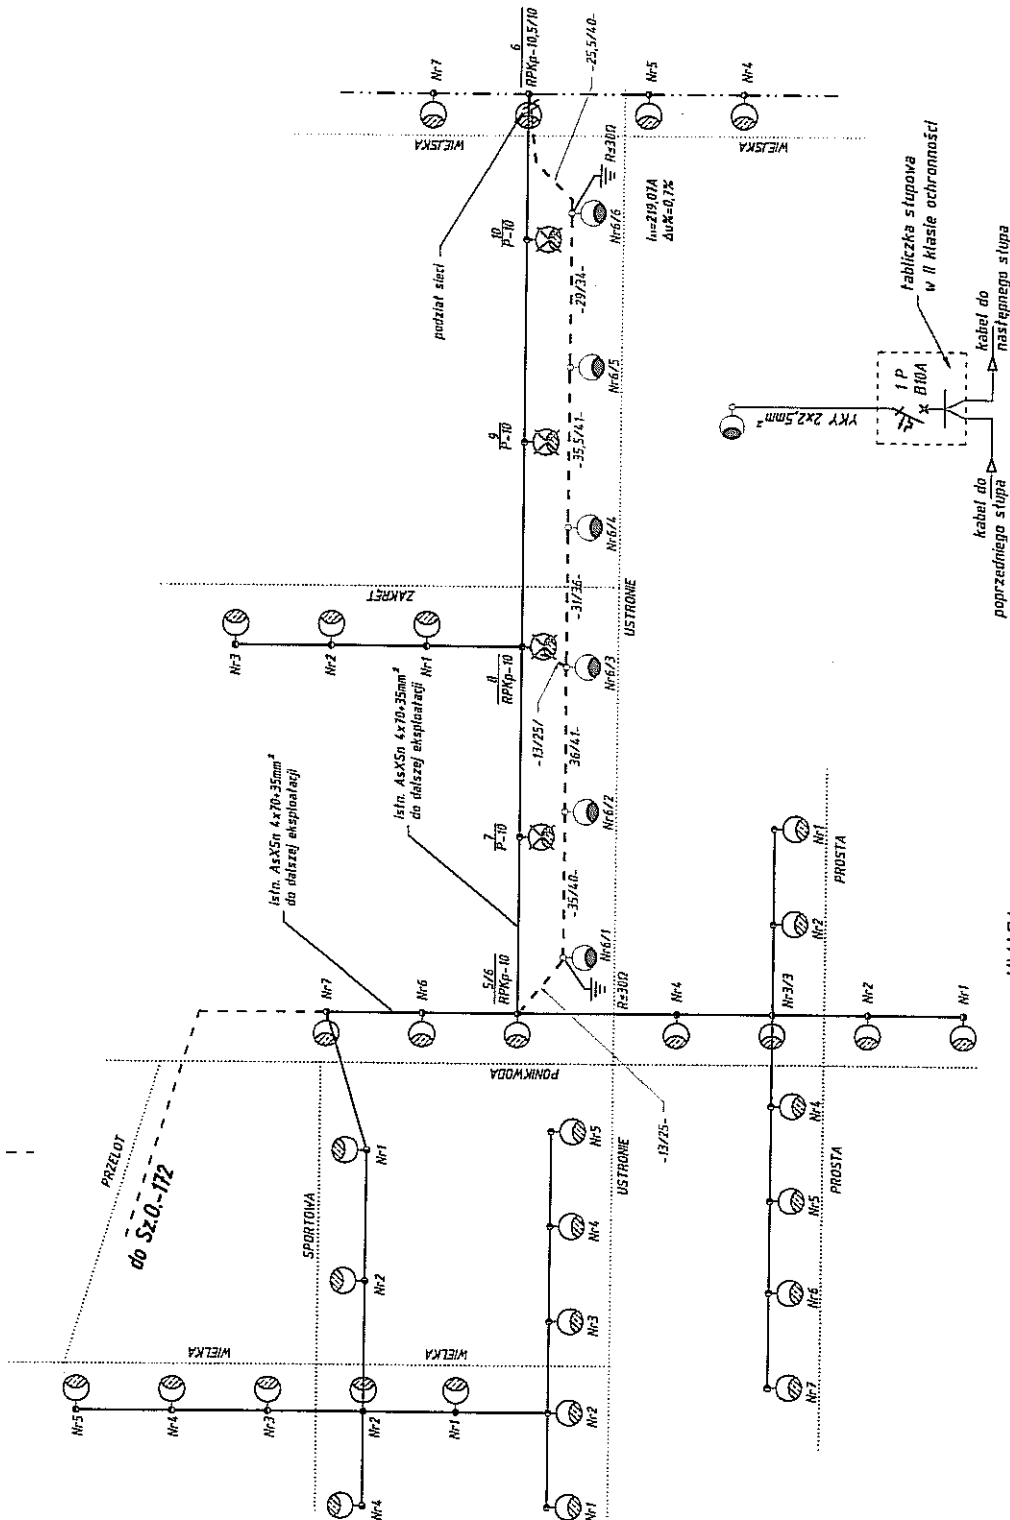 Nr7
6
RPKp-10,5/10
-25,5/40-
Nr5
Nr4
WIEJSKA
WIEJSKA
podział sieci
R≤30Ω
Nr6/6
Iw=219,07A
Δu%=0,7%
10
P-10
-29/34-
Nr6/5
9
P-10
-35,5/41-
Nr6/4
-31/36-
ZAKRĘT
USTRONIE
Nr3
Nr2
Nr1
8
RPKp-10
-13/25/
Nr6/3
36/41-
Nr6/2
7
P-10
-35/40-
Nr6/1
R≤30Ω
Istn. AsXSn 4x70+35mm²
do dalszej eksploatacji
Istn. AsXSn 4x70+35mm²
do dalszej eksploatacji
5/6
RPKp-10
Nr7
Nr6
Nr4
Nr3/3
Nr2
Nr1
Nr2
Nr1
PROSTA
PONIKWODA
-13/25-
Nr4
Nr5
Nr6
Nr7
PROSTA
PRZELOT
do Sz.O.-172
SPORTOWA
Nr1
Nr2
Nr5
Nr4
Nr3
Nr2
Nr1
USTRONIE
WIELKA
WIELKA
Nr5
Nr4
Nr3
Nr2
Nr1
Nr4
YKY 2x2,5mm²
1 P
B10A
tabliczka słupowa
w II klasie ochronności
kabel do
poprzedniego słupa
kabel do
następnego słupa